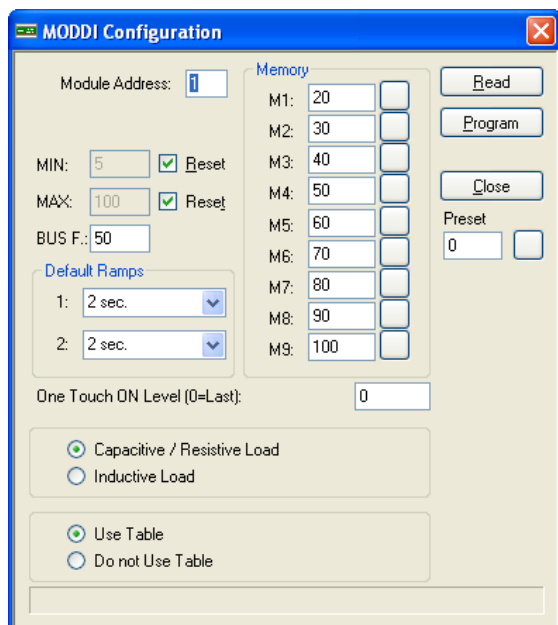 MODDI Configuration
Module Address: 1
MIN: 5 Reset
MAX: 100 Reset
BUS F.: 50
Default Ramps
1: 2 sec.
2: 2 sec.
Memory
M1: 20
M2: 30
M3: 40
M4: 50
M5: 60
M6: 70
M7: 80
M8: 90
M9: 100
Read
Program
Close
Preset
0
One Touch ON Level (0=Last): 0
Capacitive / Resistive Load
Inductive Load
Use Table
Do not Use Table